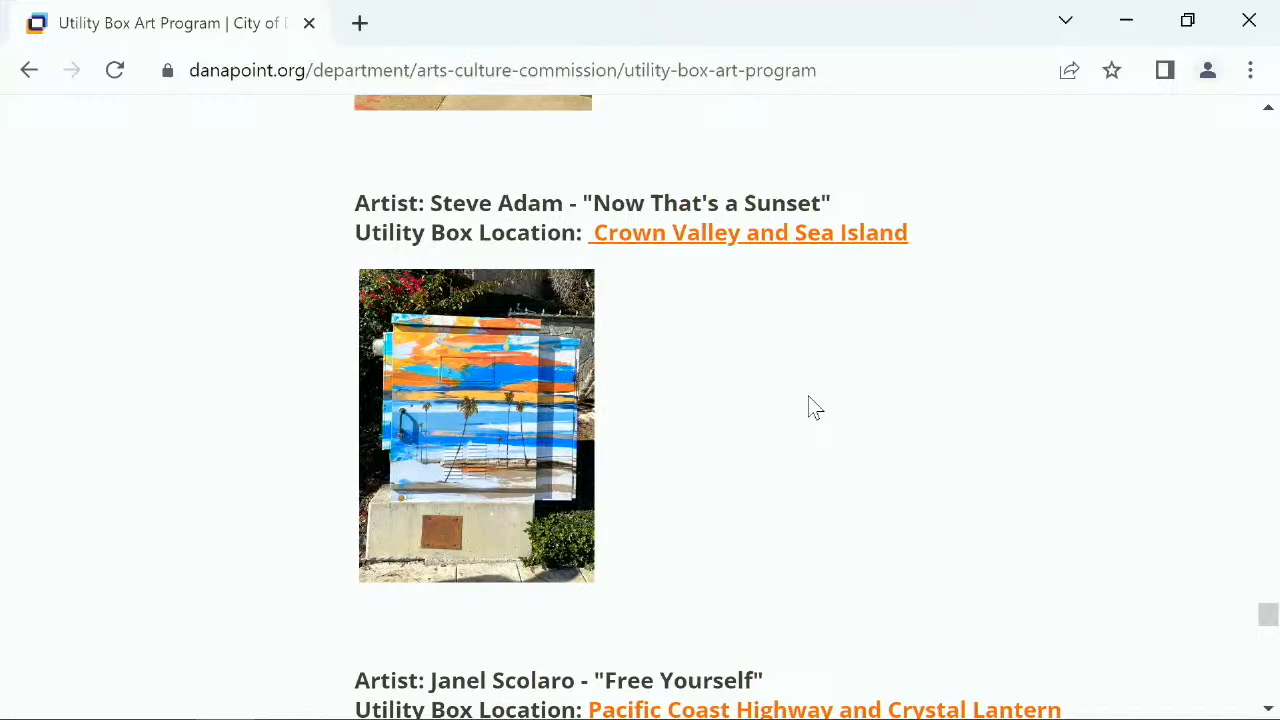 Utility Box Art Program | City of
danapoint.org/department/arts-culture-commission/utility-box-art-program
Artist: Steve Adam - "Now That's a Sunset"
Utility Box Location: Crown Valley and Sea Island
Artist: Janel Scolaro - "Free Yourself"
Utility Box Location: Pacific Coast Highway and Crystal Lantern